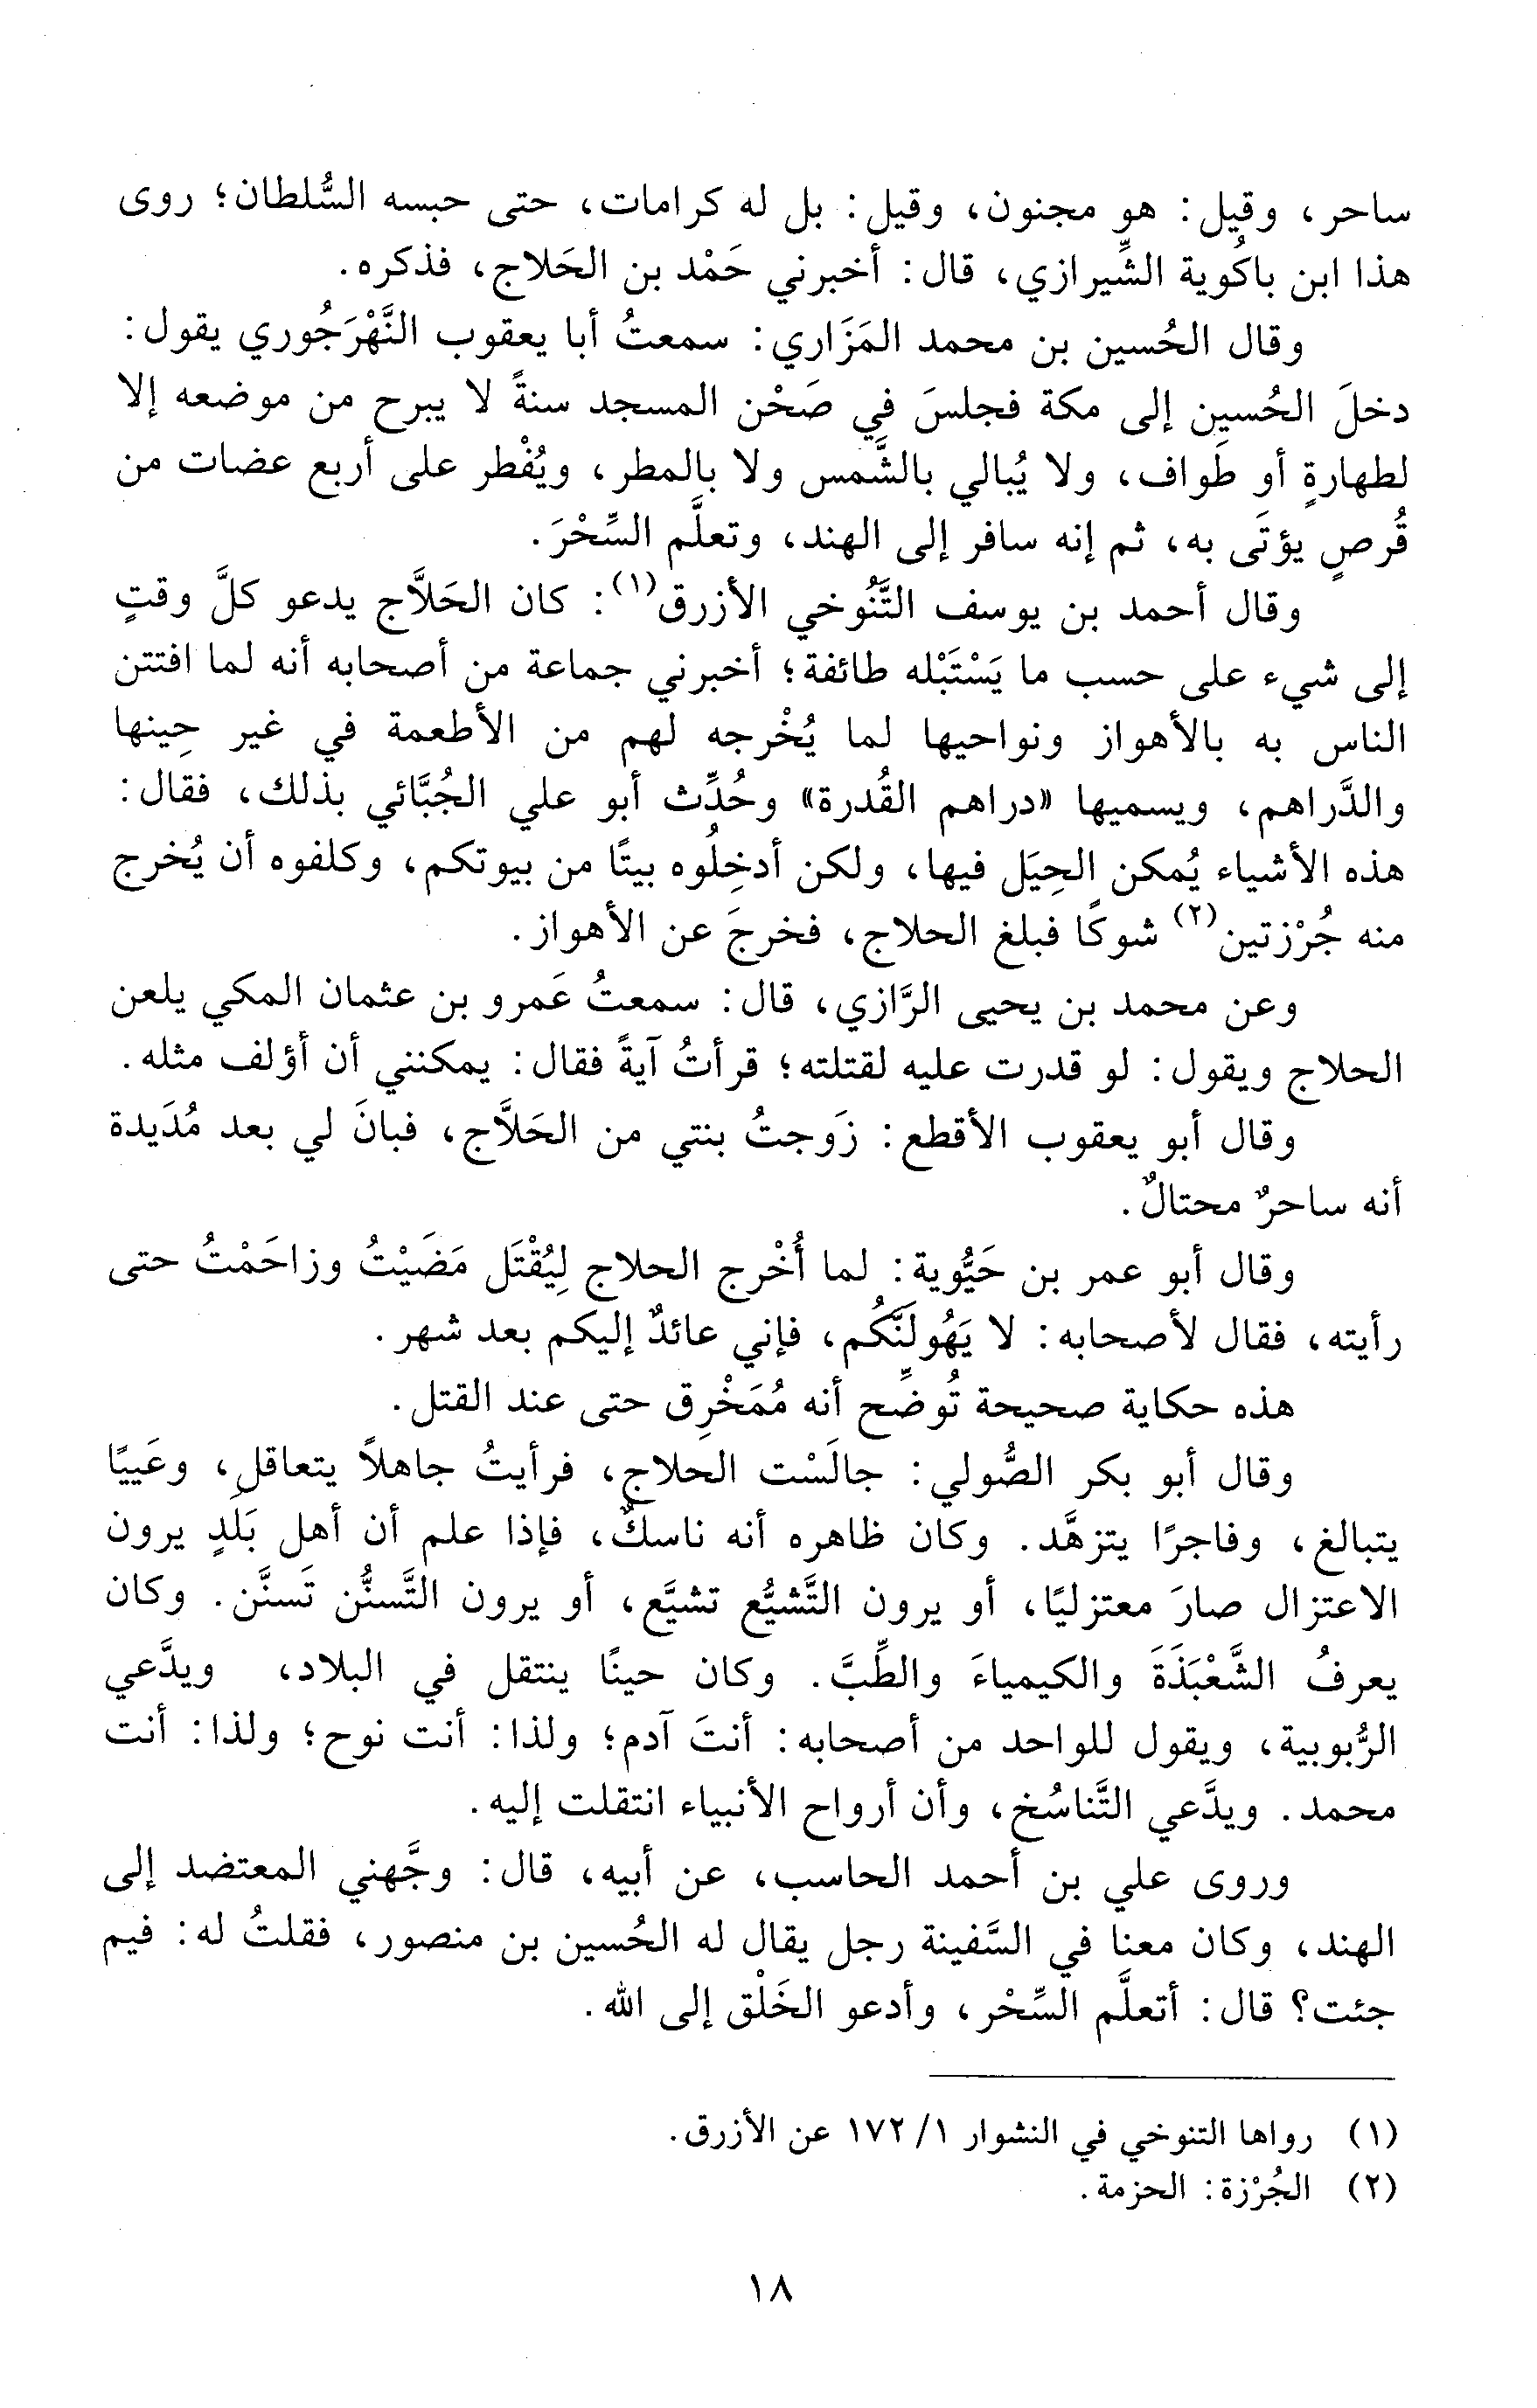 ساحر، وقيل: هو مجنون، وقيل: بل له كرامات، حتى حبسه السُّلطان؛ روى
هذا ابن باكُوية الشِّيرازي، قال: أخبرني حَمْد بن الحَلاج، فذكره.
وقال الحُسين بن محمد المَزَاري: سمعتُ أبا يعقوب النَّهْرَجُوري يقول:
دخلَ الحُسين إلى مكة فجلسَ في صَحْن المسجد سنةً لا يبرح من موضعه إلا
لطهارةٍ أو طَواف، ولا يُبالي بالشَّمس ولا بالمطر، ويُفْطر على أربع عضات من
قُرصٍ يؤتَى به، ثم إنه سافر إلى الهند، وتعلَّم السِّحْرَ.
وقال أحمد بن يوسف التَّنُوخي الأزرق(١): كان الحَلاَّج يدعو كلَّ وقتٍ
إلى شيء على حسب ما يَسْتَبْله طائفة؛ أخبرني جماعة من أصحابه أنه لما افتتن
الناس به بالأهواز ونواحيها لما يُخْرجه لهم من الأطعمة في غير حِينها
والدَّراهم، ويسميها «دراهم القُدرة» وحُدِّث أبو علي الجُبَّائي بذلك، فقال:
هذه الأشياء يُمكن الحِيَل فيها، ولكن أدخِلُوه بيتًا من بيوتكم، وكلفوه أن يُخرج
منه جُرْزتين(٢) شوكًا فبلغ الحلاج، فخرجَ عن الأهواز.
وعن محمد بن يحيى الرَّازي، قال: سمعتُ عَمرو بن عثمان المكي يلعن
الحلاج ويقول: لو قدرت عليه لقتلته؛ قرأتُ آيةً فقال: يمكنني أن أؤلف مثله.
وقال أبو يعقوب الأقطع: زَوجتُ بنتي من الحَلاَّج، فبانَ لي بعد مُدَيدة
أنه ساحرٌ محتالٌ.
وقال أبو عمر بن حَيُّوية: لما أُخْرج الحلاج لِيُقْتَل مَضَيْتُ وزاحَمْتُ حتى
رأيته، فقال لأصحابه: لا يَهُولَنَّكُم، فإني عائدٌ إليكم بعد شهر.
هذه حكاية صحيحة تُوضِّح أنه مُمَخْرِق حتى عند القتل.
وقال أبو بكر الصُّولي: جالَسْت الحلاج، فرأيتُ جاهلاً يتعاقل، وعَييًا
يتبالغ، وفاجرًا يتزهَّد. وكان ظاهره أنه ناسكٌ، فإذا علم أن أهل بَلَدٍ يرون
الاعتزال صارَ معتزليًا، أو يرون التَّشيُّع تشيَّع، أو يرون التَّسنُّن تَسنَّن. وكان
يعرفُ الشَّعْبَذَةَ والكيمياءَ والطِّبَّ. وكان حينًا ينتقل في البلاد، ويدَّعي
الرُّبوبية، ويقول للواحد من أصحابه: أنتَ آدم؛ ولذا: أنت نوح؛ ولذا: أنت
محمد. ويدَّعي التَّناسُخ، وأن أرواح الأنبياء انتقلت إليه.
وروى علي بن أحمد الحاسب، عن أبيه، قال: وجَّهني المعتضد إلى
الهند، وكان معنا في السَّفينة رجل يقال له الحُسين بن منصور، فقلتُ له: فيم
جئت؟ قال: أتعلَّم السِّحْر، وأدعو الخَلْق إلى الله.
(١) رواها التنوخي في النشوار ١/ ١٧٢ عن الأزرق.
(٢) الجُرْزة: الحزمة.
١٨